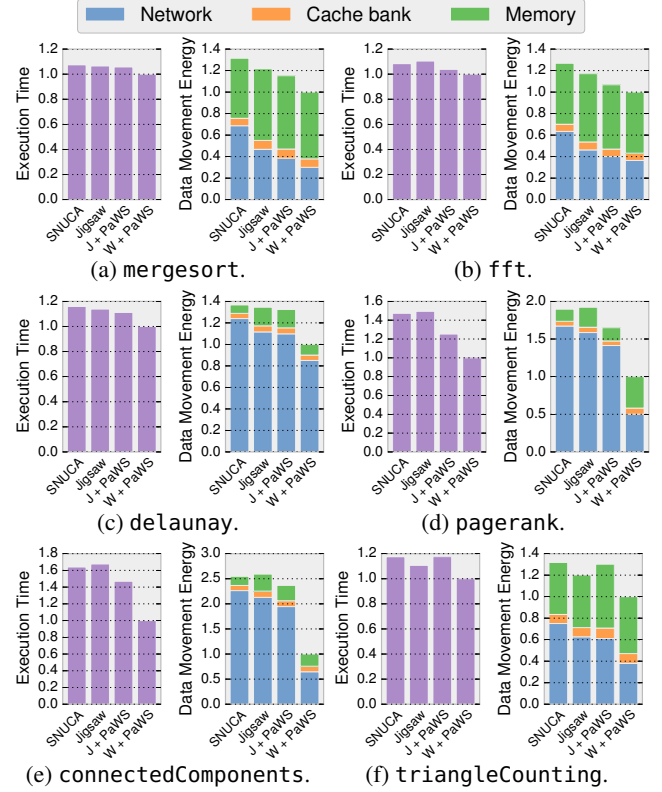 Network Cache bank Memory
Execution Time
1.2
1.0
0.8
0.6
0.4
0.2
0.0
SNUCA Jigsaw J + PaWS W + PaWS
Data Movement Energy
1.4
1.2
1.0
0.8
0.6
0.4
0.2
0.0
SNUCA Jigsaw J + PaWS W + PaWS
(a) mergesort.
Execution Time
1.2
1.0
0.8
0.6
0.4
0.2
0.0
SNUCA Jigsaw J + PaWS W + PaWS
Data Movement Energy
1.4
1.2
1.0
0.8
0.6
0.4
0.2
0.0
SNUCA Jigsaw J + PaWS W + PaWS
(b) fft.
Execution Time
1.2
1.0
0.8
0.6
0.4
0.2
0.0
SNUCA Jigsaw J + PaWS W + PaWS
Data Movement Energy
1.4
1.2
1.0
0.8
0.6
0.4
0.2
0.0
SNUCA Jigsaw J + PaWS W + PaWS
(c) delaunay.
Execution Time
1.6
1.4
1.2
1.0
0.8
0.6
0.4
0.2
0.0
SNUCA Jigsaw J + PaWS W + PaWS
Data Movement Energy
2.0
1.5
1.0
0.5
0.0
SNUCA Jigsaw J + PaWS W + PaWS
(d) pagerank.
Execution Time
1.8
1.6
1.4
1.2
1.0
0.8
0.6
0.4
0.2
0.0
SNUCA Jigsaw J + PaWS W + PaWS
Data Movement Energy
3.0
2.5
2.0
1.5
1.0
0.5
0.0
SNUCA Jigsaw J + PaWS W + PaWS
(e) connectedComponents.
Execution Time
1.2
1.0
0.8
0.6
0.4
0.2
0.0
SNUCA Jigsaw J + PaWS W + PaWS
Data Movement Energy
1.4
1.2
1.0
0.8
0.6
0.4
0.2
0.0
SNUCA Jigsaw J + PaWS W + PaWS
(f) triangleCounting.